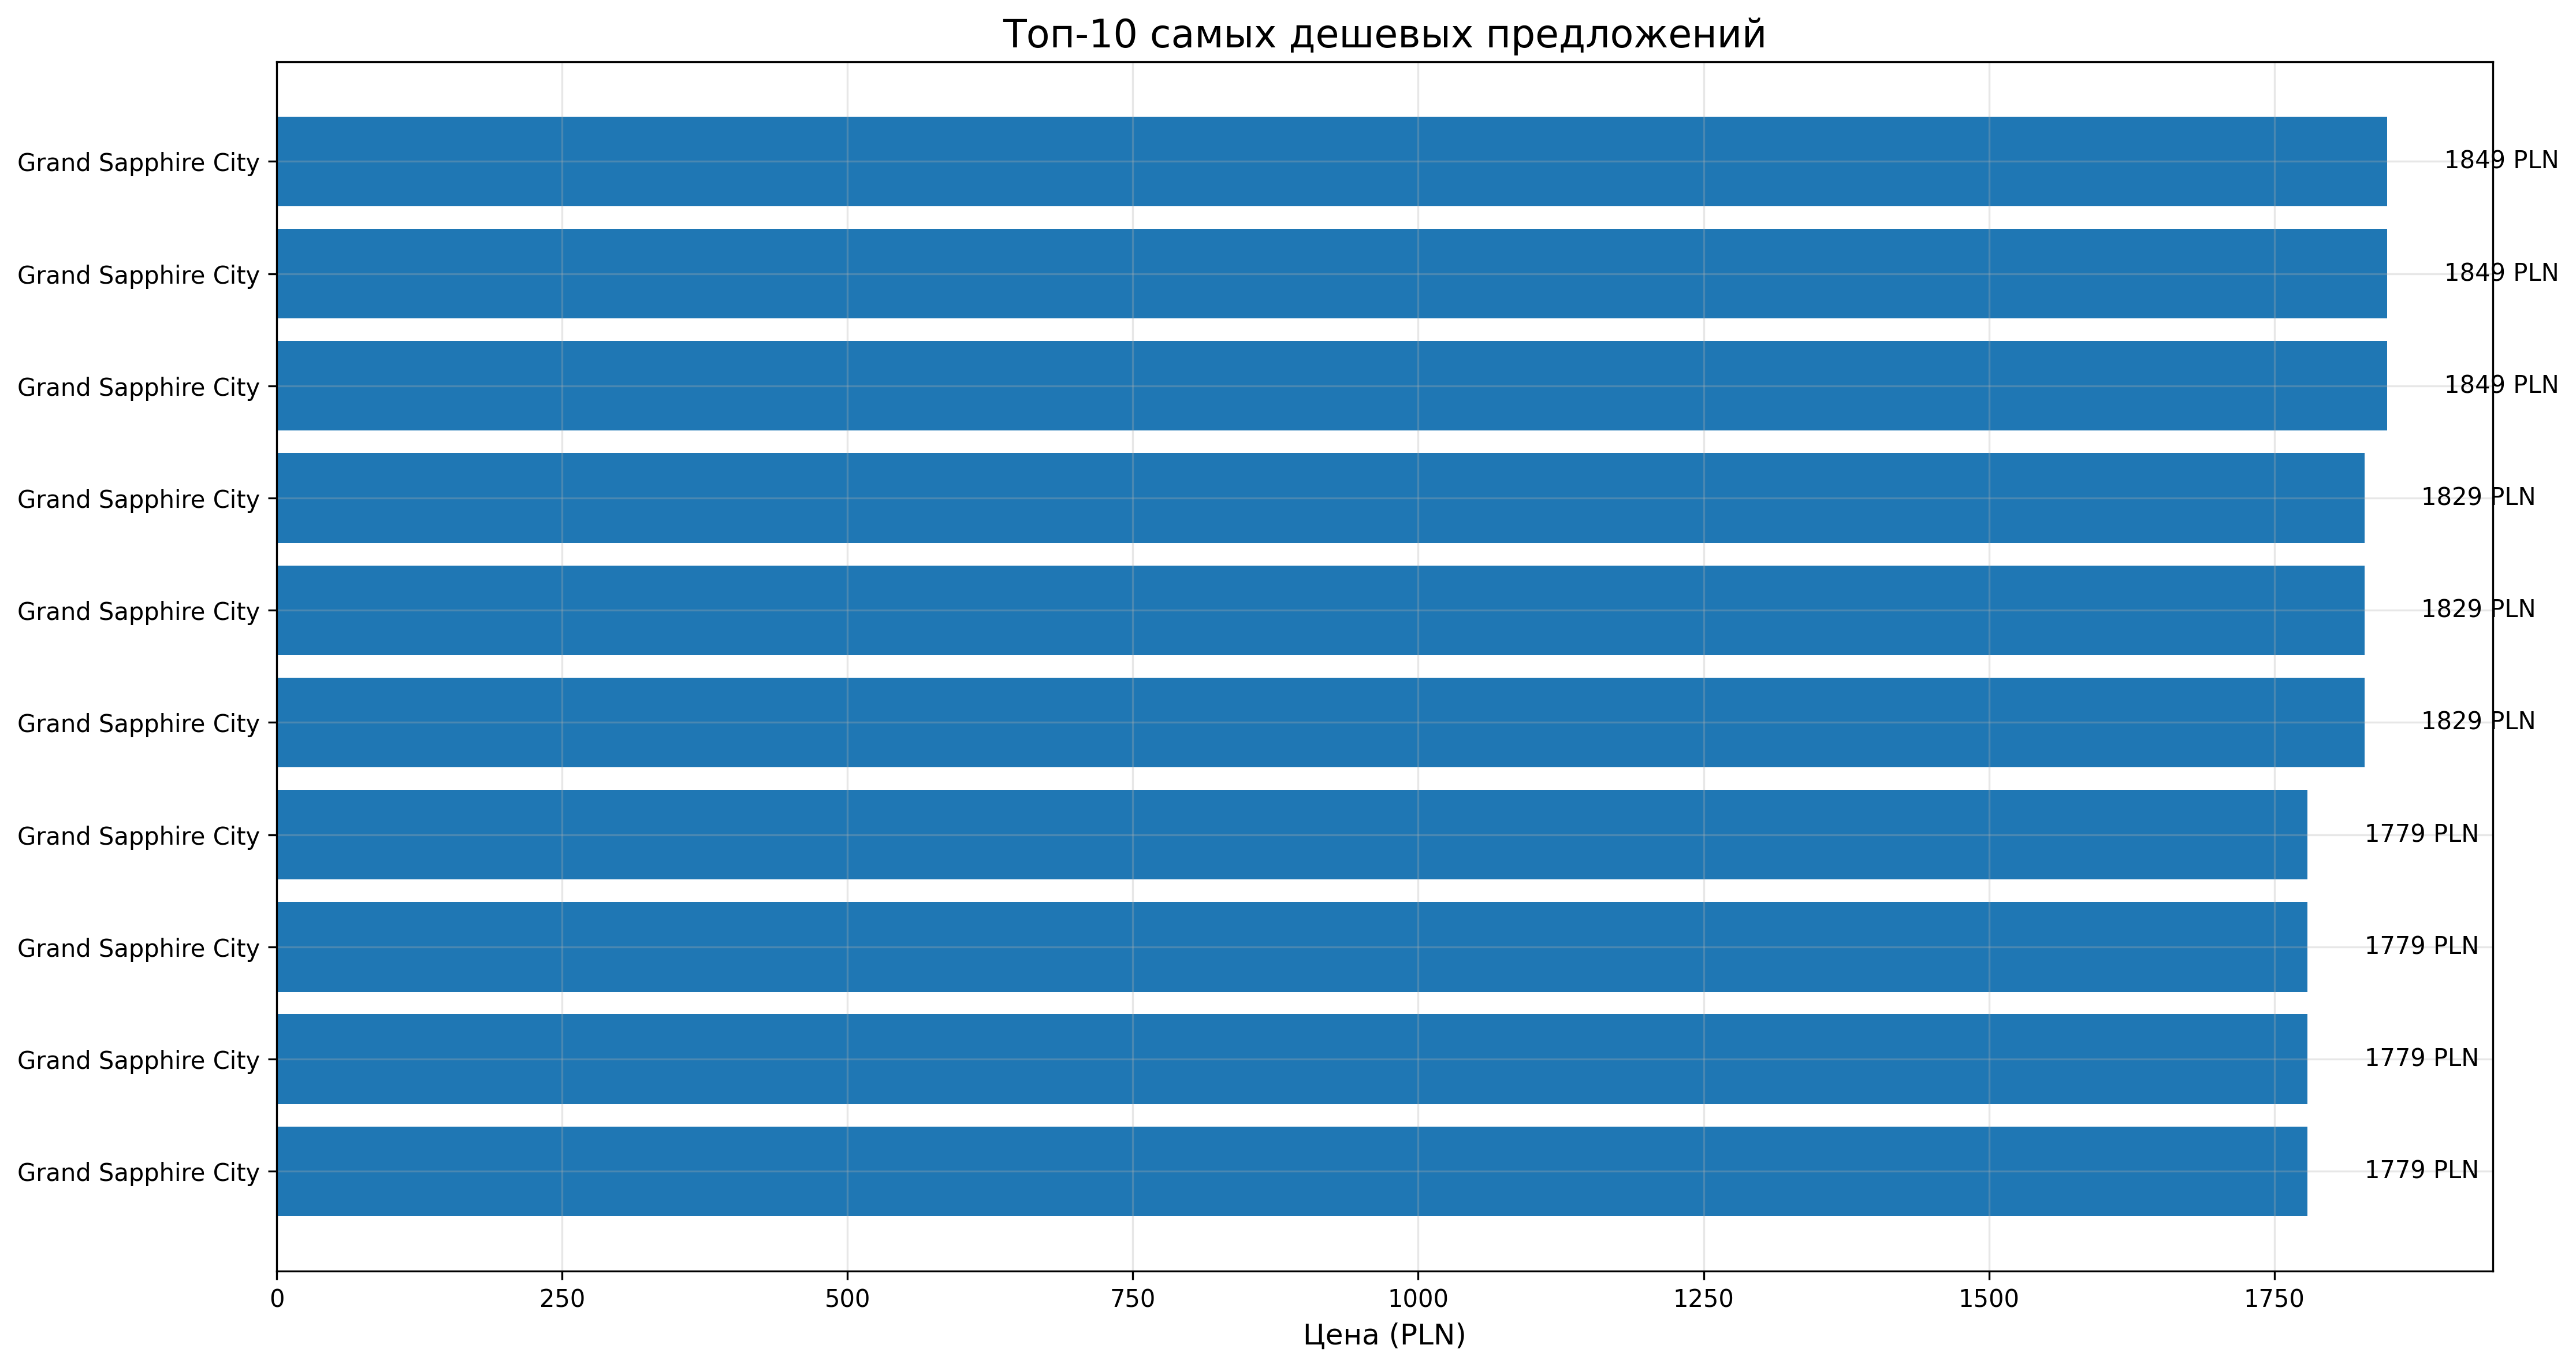 Топ-10 самых дешевых предложений
Grand Sapphire City 1849 PLN
Grand Sapphire City 1849 PLN
Grand Sapphire City 1849 PLN
Grand Sapphire City 1829 PLN
Grand Sapphire City 1829 PLN
Grand Sapphire City 1829 PLN
Grand Sapphire City 1779 PLN
Grand Sapphire City 1779 PLN
Grand Sapphire City 1779 PLN
Grand Sapphire City 1779 PLN
0 250 500 750 1000 1250 1500 1750
Цена (PLN)